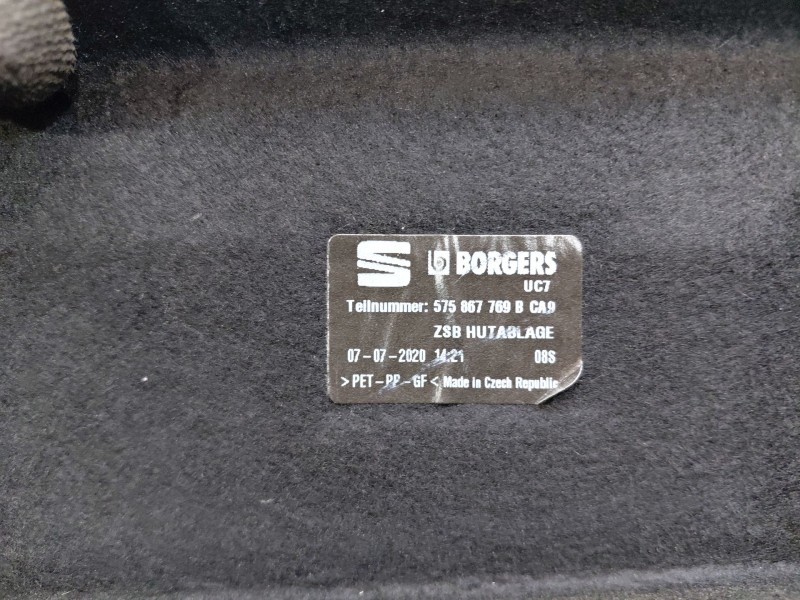 BORGERS
UC7
Teilnummer: 575 867 769 B CA9
ZSB HUTABLAGE
07-07-2020 14:21 08S
>PET-PP-GF< Made in Czech Republic